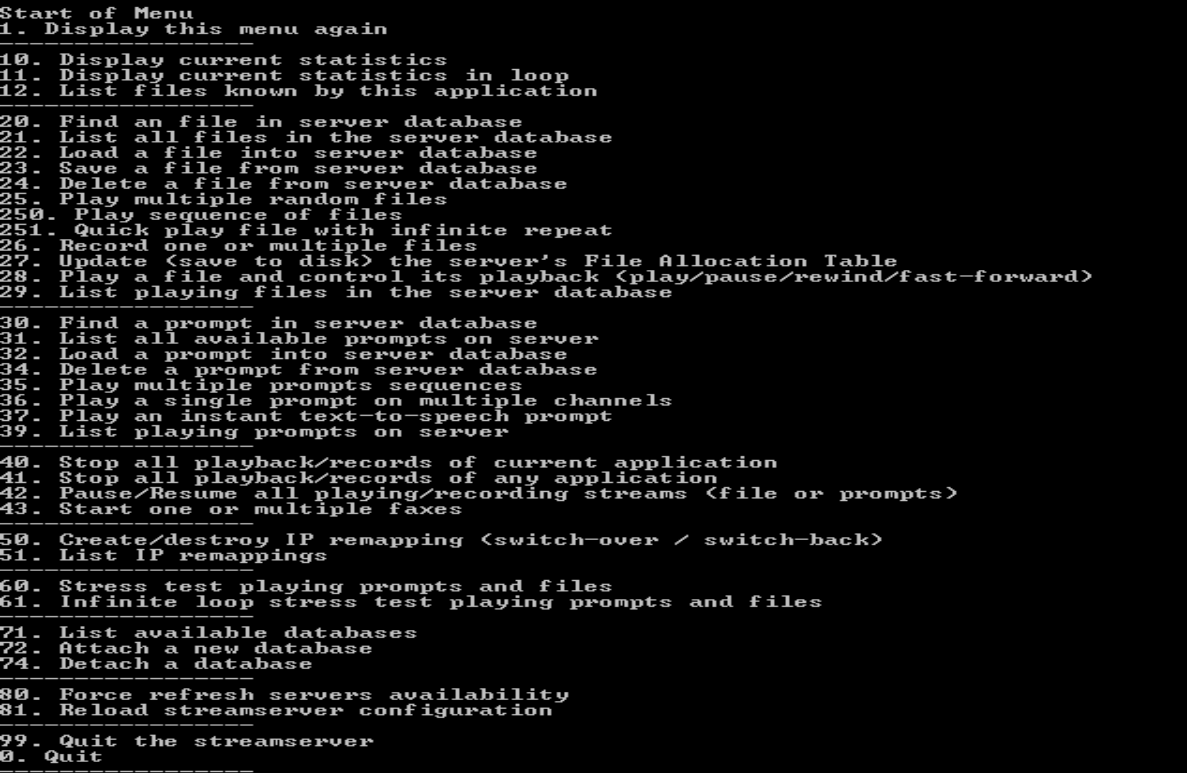 Start of Menu
1. Display this menu again
-----------------
10. Display current statistics
11. Display current statistics in loop
12. List files known by this application
-----------------
20. Find an file in server database
21. List all files in the server database
22. Load a file into server database
23. Save a file from server database
24. Delete a file from server database
25. Play multiple random files
250. Play sequence of files
251. Quick play file with infinite repeat
26. Record one or multiple files
27. Update (save to disk) the server's File Allocation Table
28. Play a file and control its playback (play/pause/rewind/fast-forward)
29. List playing files in the server database
-----------------
30. Find a prompt in server database
31. List all available prompts on server
32. Load a prompt into server database
34. Delete a prompt from server database
35. Play multiple prompts sequences
36. Play a single prompt on multiple channels
37. Play an instant text-to-speech prompt
39. List playing prompts on server
-----------------
40. Stop all playback/records of current application
41. Stop all playback/records of any application
42. Pause/Resume all playing/recording streams (file or prompts)
43. Start one or multiple faxes
-----------------
50. Create/destroy IP remapping (switch-over / switch-back)
51. List IP remappings
-----------------
60. Stress test playing prompts and files
61. Infinite loop stress test playing prompts and files
-----------------
71. List available databases
72. Attach a new database
74. Detach a database
-----------------
80. Force refresh servers availability
81. Reload streamserver configuration
-----------------
99. Quit the streamserver
0. Quit
-----------------